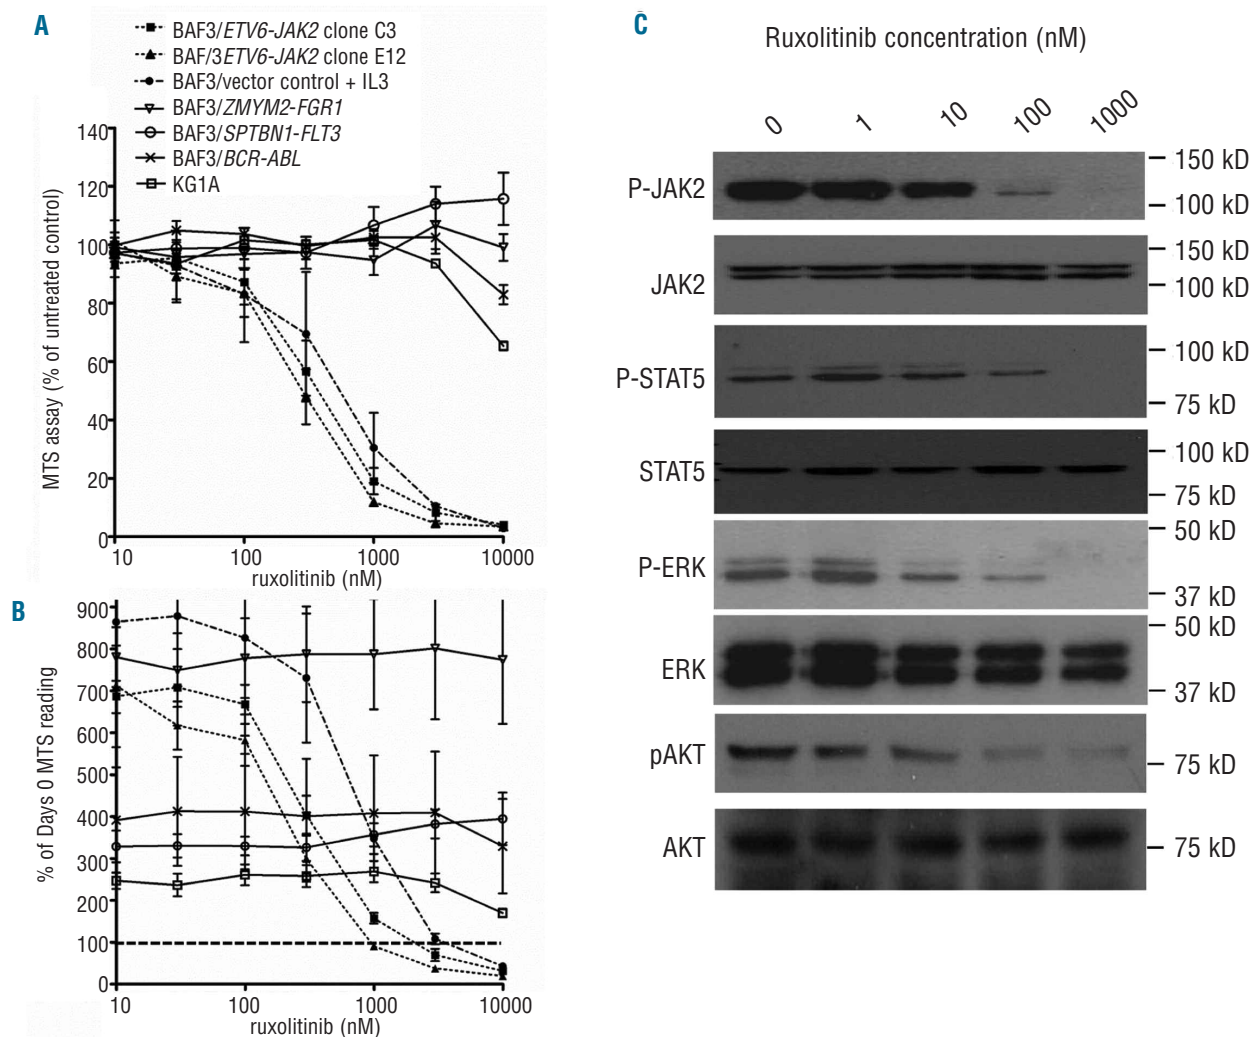 A
BAF3/ETV6-JAK2 clone C3
BAF/3ETV6-JAK2 clone E12
BAF3/vector control + IL3
BAF3/ZMYM2-FGR1
BAF3/SPTBN1-FLT3
BAF3/BCR-ABL
KG1A
MTS assay (% of untreated control)
140
120
100
80
60
40
20
0
10 100 1000 10000
ruxolitinib (nM)
B
% of Days 0 MTS reading
900
800
700
600
500
400
300
200
100
0
10 100 1000 10000
ruxolitinib (nM)
C
Ruxolitinib concentration (nM)
0 1 10 100 1000
P-JAK2
150 kD
100 kD
JAK2
150 kD
100 kD
P-STAT5
100 kD
75 kD
STAT5
100 kD
75 kD
P-ERK
50 kD
37 kD
ERK
50 kD
37 kD
pAKT
75 kD
AKT
75 kD